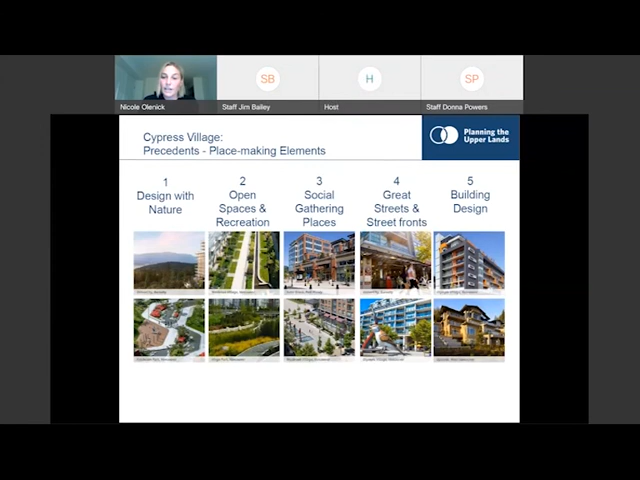 SB
H
SP
Nicole Olenick
Staff Jim Bailey
Host
Staff Donna Powers
Cypress Village:
Precedents - Place-making Elements
Planning the
Upper Lands
1
Design with
Nature
2
Open
Spaces &
Recreation
3
Social
Gathering
Places
4
Great
Streets &
Street fronts
5
Building
Design